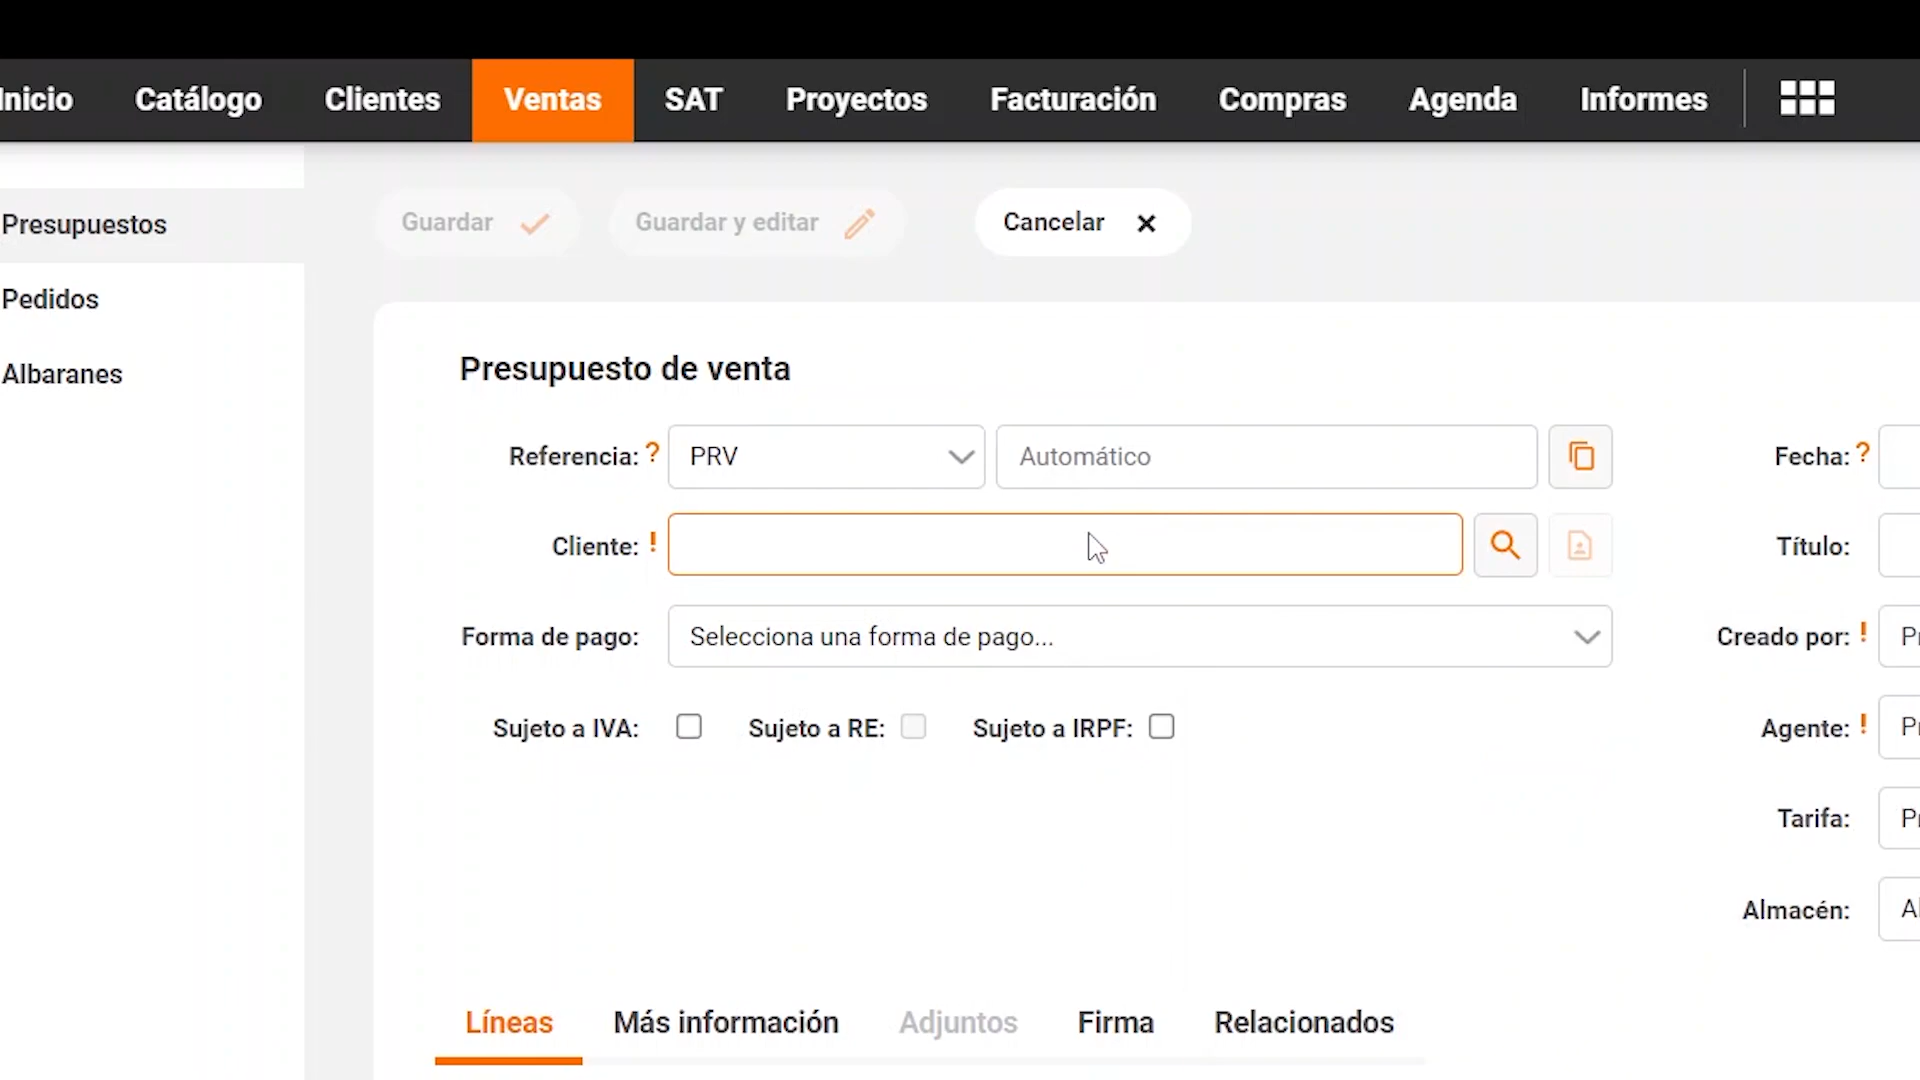 Inicio Catálogo Clientes Ventas SAT Proyectos Facturación Compras Agenda Informes
Presupuestos
Pedidos
Albaranes
Guardar Guardar y editar Cancelar
Presupuesto de venta
Referencia: ? PRV Automático
Cliente: !
Forma de pago: Selecciona una forma de pago...
Sujeto a IVA: Sujeto a RE: Sujeto a IRPF:
Fecha: ?
Título:
Creado por: !
Agente: !
Tarifa:
Almacén:
Líneas Más información Adjuntos Firma Relacionados